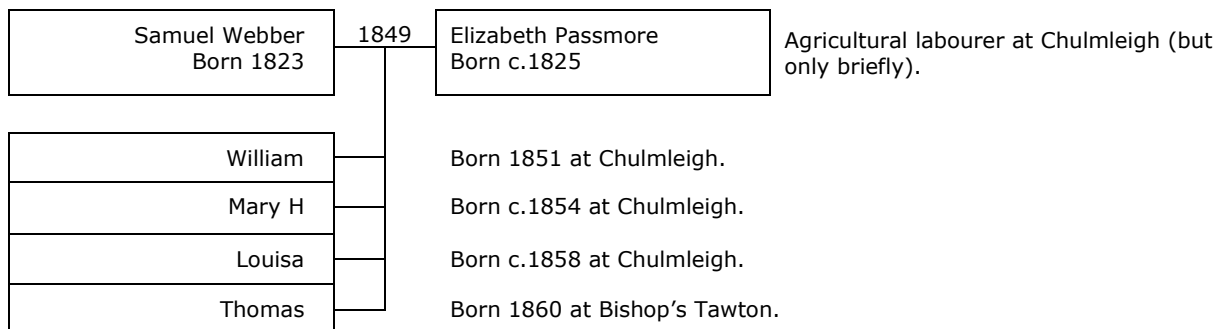 Samuel Webber
Born 1823
1849
Elizabeth Passmore
Born c.1825
Agricultural labourer at Chulmleigh (but
only briefly).
William
Born 1851 at Chulmleigh.
Mary H
Born c.1854 at Chulmleigh.
Louisa
Born c.1858 at Chulmleigh.
Thomas
Born 1860 at Bishop’s Tawton.